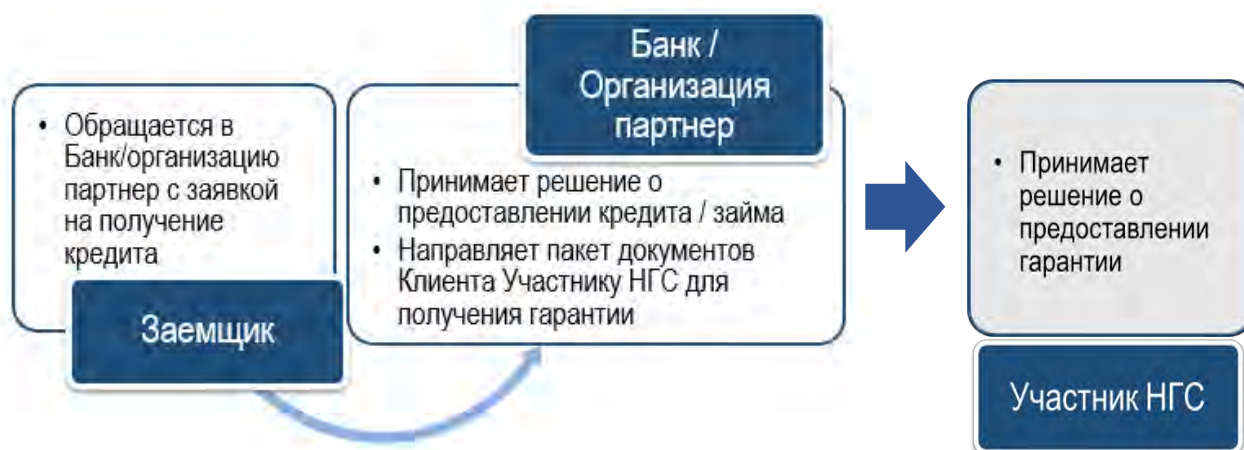 • Обращается в
Банк/организацию
партнер с заявкой
на получение
кредита
Заемщик
Банк /
Организация
партнер
• Принимает решение о
предоставлении кредита / займа
• Направляет пакет документов
Клиента Участнику НГС для
получения гарантии
• Принимает
решение о
предоставлении
гарантии
Участник НГС